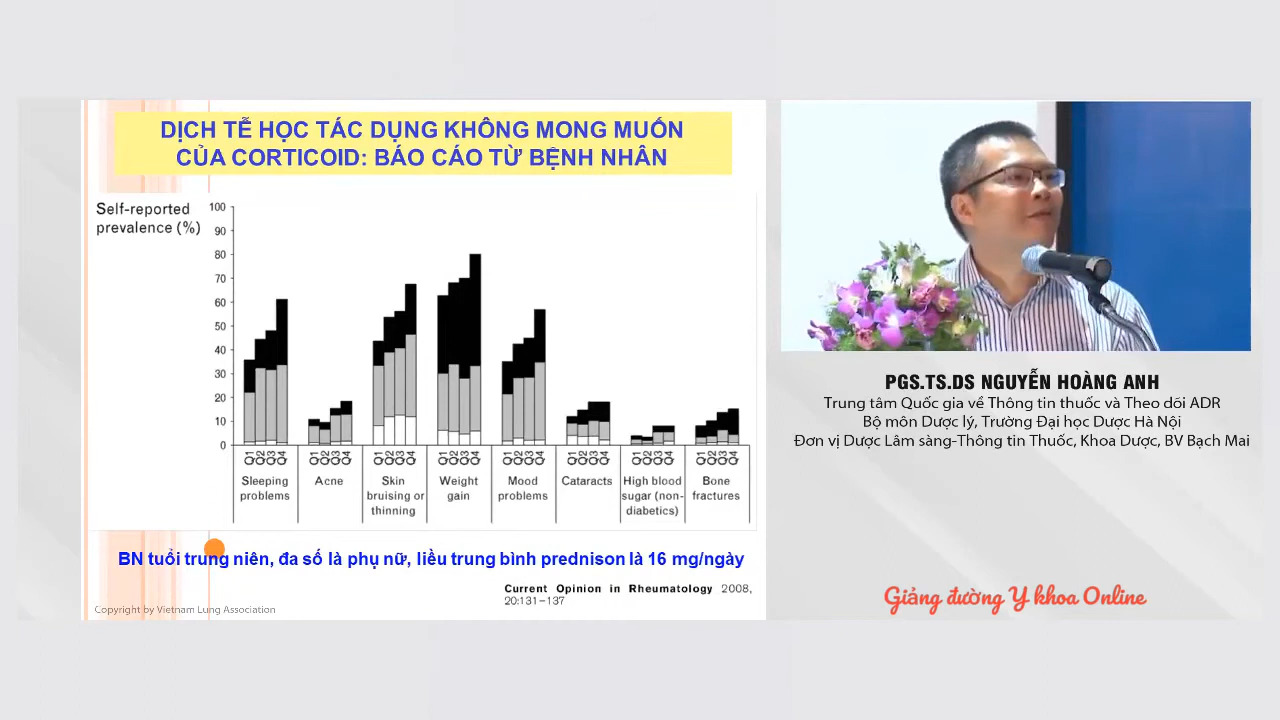 DỊCH TỄ HỌC TÁC DỤNG KHÔNG MONG MUỐN
CỦA CORTICOID: BÁO CÁO TỪ BỆNH NHÂN
Self-reported
prevalence (%)
100
90
80
70
60
50
40
30
20
10
0
Q1 Q2 Q3 Q4 Q1 Q2 Q3 Q4 Q1 Q2 Q3 Q4 Q1 Q2 Q3 Q4 Q1 Q2 Q3 Q4 Q1 Q2 Q3 Q4 Q1 Q2 Q3 Q4 Q1 Q2 Q3 Q4
Sleeping
problems
Acne
Skin
bruising or
thinning
Weight
gain
Mood
problems
Cataracts
High blood
sugar (non-
diabetics)
Bone
fractures
BN tuổi trung niên, đa số là phụ nữ, liều trung bình prednison là 16 mg/ngày
Current Opinion in Rheumatology 2008,
20:131–137
Copyright by Vietnam Lung Association
PGS.TS.DS NGUYỄN HOÀNG ANH
Trung tâm Quốc gia về Thông tin thuốc và Theo dõi ADR
Bộ môn Dược lý, Trường Đại học Dược Hà Nội
Đơn vị Dược Lâm sàng-Thông tin Thuốc, Khoa Dược, BV Bạch Mai
Giảng đường Y khoa Online